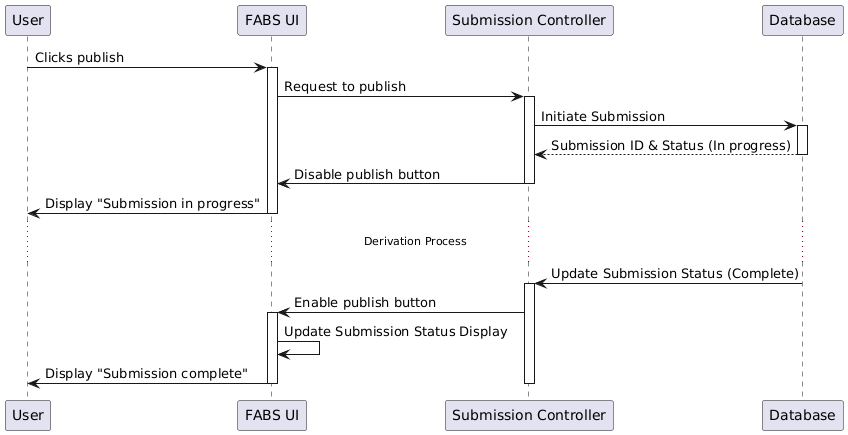 User FABS UI Submission Controller Database
Clicks publish
Request to publish
Initiate Submission
Submission ID & Status (In progress)
Disable publish button
Display "Submission in progress"
Derivation Process
Update Submission Status (Complete)
Enable publish button
Update Submission Status Display
Display "Submission complete"
User FABS UI Submission Controller Database